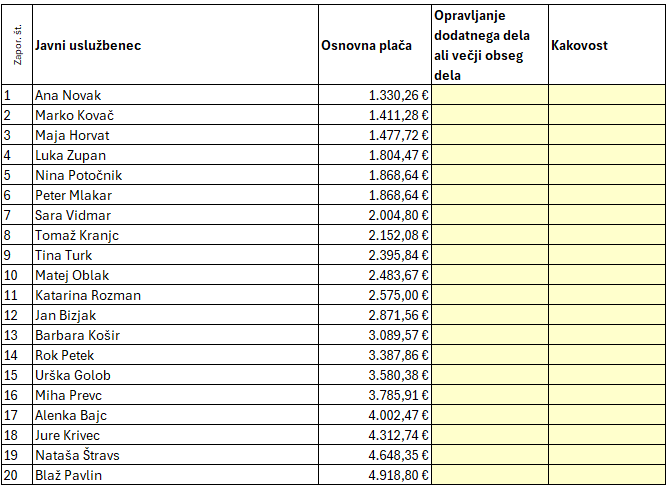 Zapor. št.
Javni uslužbenec
Osnovna plača
Opravljanje
dodatnega dela
ali večji obseg
dela
Kakovost
1 Ana Novak 1.330,26 €
2 Marko Kovač 1.411,28 €
3 Maja Horvat 1.477,72 €
4 Luka Zupan 1.804,47 €
5 Nina Potočnik 1.868,64 €
6 Peter Mlakar 1.868,64 €
7 Sara Vidmar 2.004,80 €
8 Tomaž Kranjc 2.152,08 €
9 Tina Turk 2.395,84 €
10 Matej Oblak 2.483,67 €
11 Katarina Rozman 2.575,00 €
12 Jan Bizjak 2.871,56 €
13 Barbara Košir 3.089,57 €
14 Rok Petek 3.387,86 €
15 Urška Golob 3.580,38 €
16 Miha Prevc 3.785,91 €
17 Alenka Bajc 4.002,47 €
18 Jure Krivec 4.312,74 €
19 Nataša Štravs 4.648,35 €
20 Blaž Pavlin 4.918,80 €